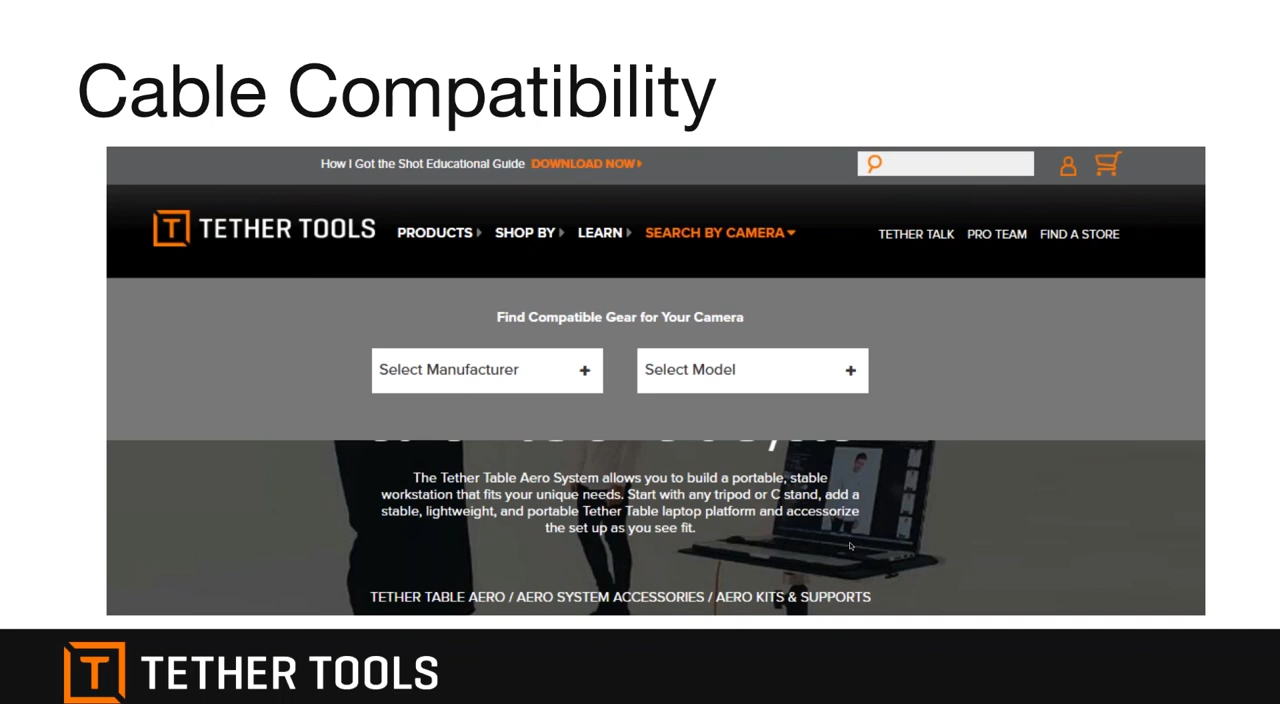 Cable Compatibility
How I Got the Shot Educational Guide DOWNLOAD NOW
T TETHER TOOLS PRODUCTS SHOP BY LEARN SEARCH BY CAMERA TETHER TALK PRO TEAM FIND A STORE
Find Compatible Gear for Your Camera
Select Manufacturer + Select Model +
The Tether Table Aero System allows you to build a portable, stable
workstation that fits your unique needs. Start with any tripod or C stand, add a
stable, lightweight, and portable Tether Table laptop platform and accessorize
the set up as you see fit.
TETHER TABLE AERO / AERO SYSTEM ACCESSORIES / AERO KITS & SUPPORTS
T TETHER TOOLS